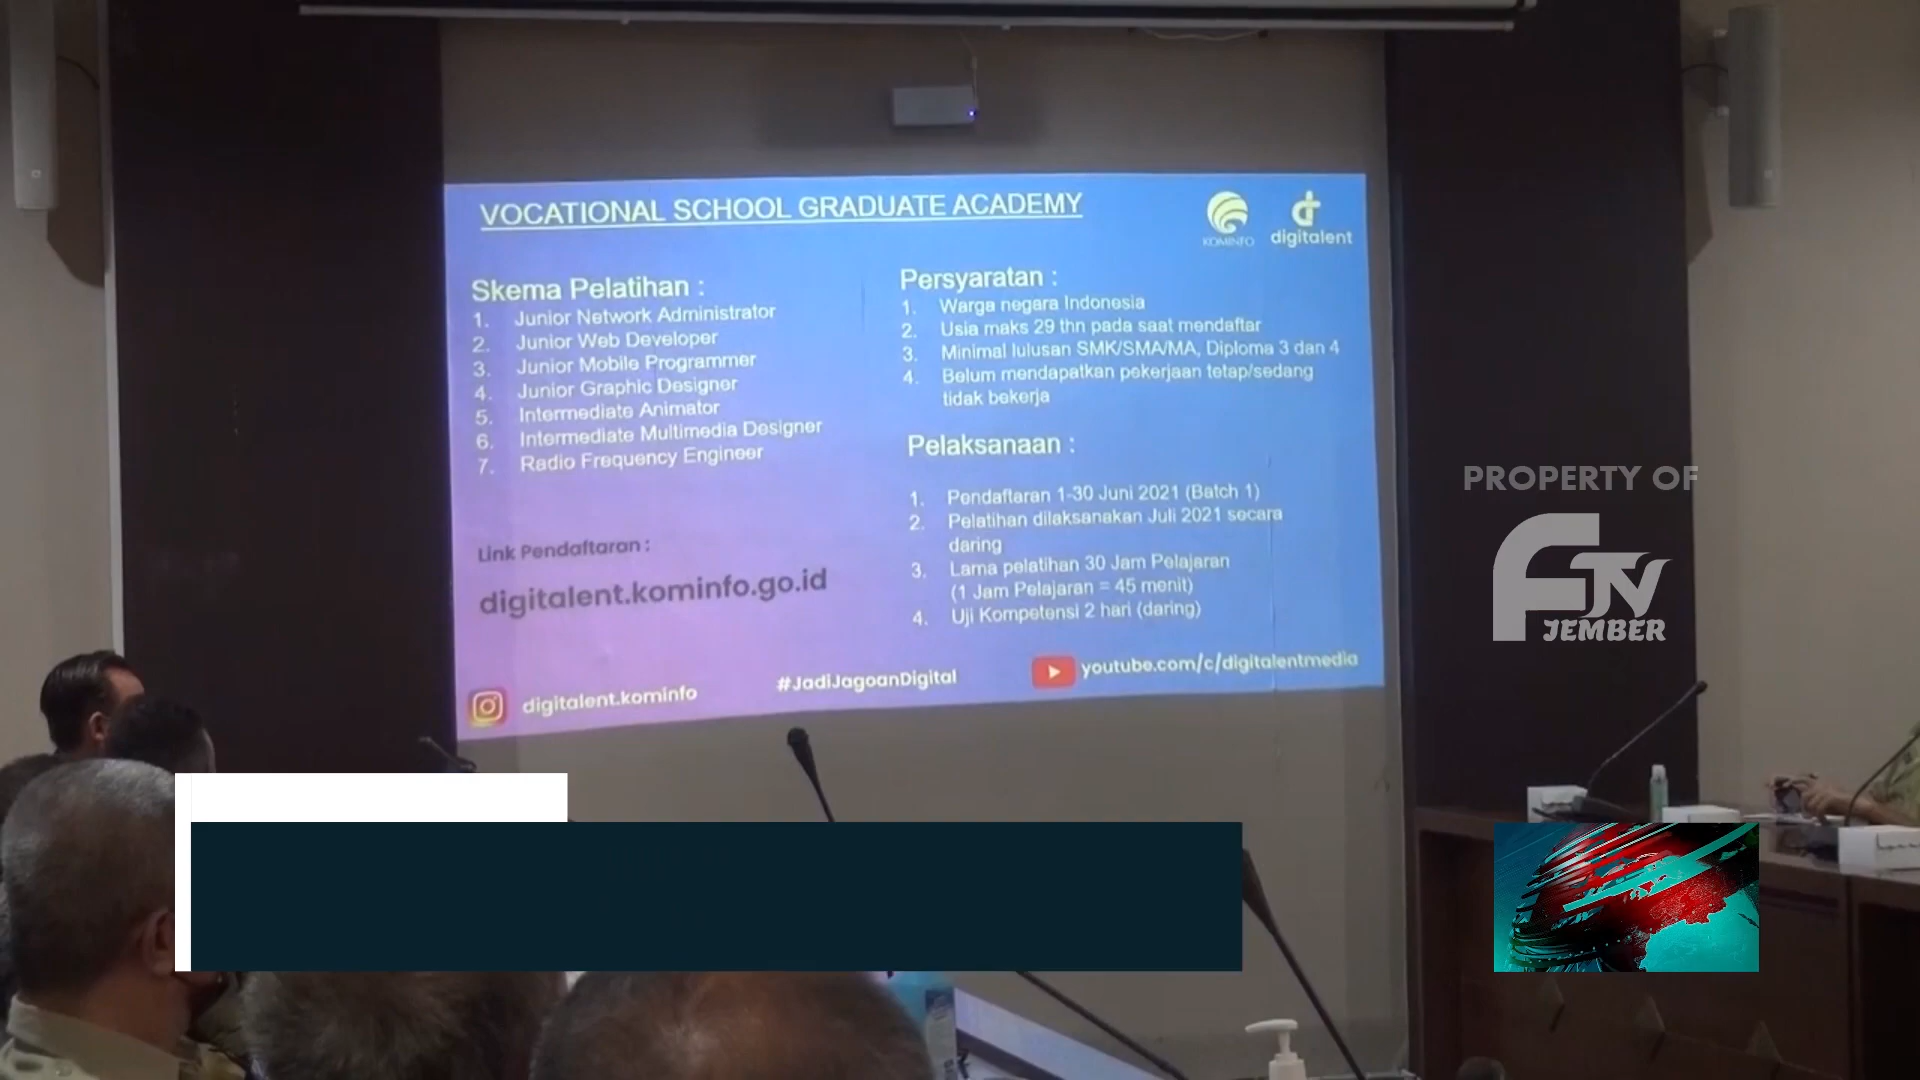 VOCATIONAL SCHOOL GRADUATE ACADEMY
KOMINFO
digitalent
Skema Pelatihan :
1. Junior Network Administrator
2. Junior Web Developer
3. Junior Mobile Programmer
4. Junior Graphic Designer
5. Intermediate Animator
6. Intermediate Multimedia Designer
7. Radio Frequency Engineer
Link Pendaftaran :
digitalent.kominfo.go.id
Persyaratan :
1. Warga negara Indonesia
2. Usia maks 29 thn pada saat mendaftar
3. Minimal lulusan SMK/SMA/MA, Diploma 3 dan 4
4. Belum mendapatkan pekerjaan tetap/sedang
tidak bekerja
Pelaksanaan :
1. Pendaftaran 1-30 Juni 2021 (Batch 1)
2. Pelatihan dilaksanakan Juli 2021 secara
daring
3. Lama pelatihan 30 Jam Pelajaran
(1 Jam Pelajaran = 45 menit)
4. Uji Kompetensi 2 hari (daring)
digitalent.kominfo
#JadiJagoanDigital
youtube.com/c/digitalentmedia
PROPERTY OF
FTV
JEMBER